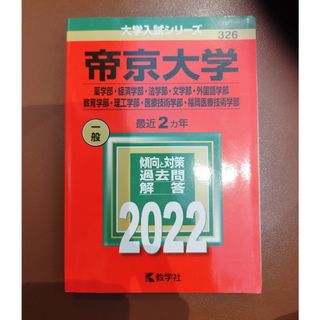 大学入試シリーズ
326
帝京大学
薬学部・経済学部・法学部・文学部・外国語学部
教育学部・理工学部・医療技術学部・福岡医療技術学部
一般
最近2カ年
傾向と対策
過去問
解答
2022
教学社